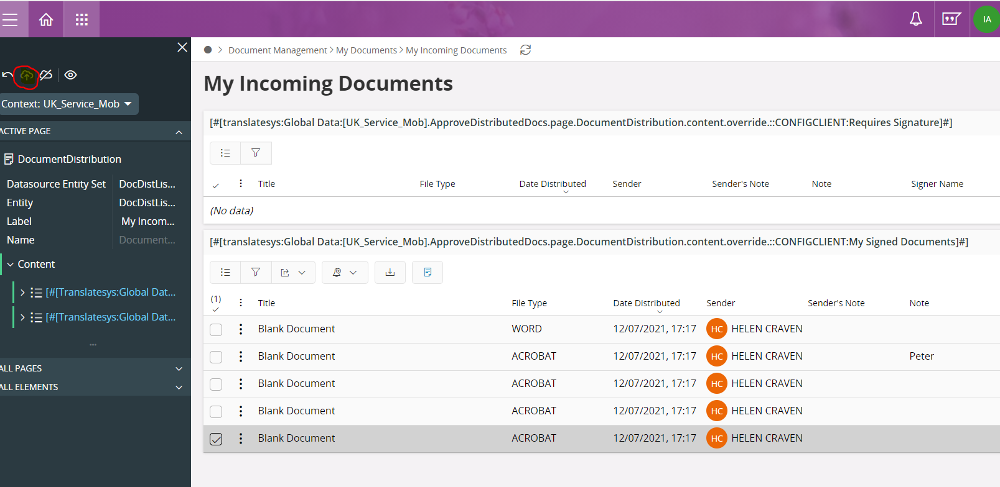 IA
Document Management > My Documents > My Incoming Documents
Context: UK_Service_Mob
My Incoming Documents
ACTIVE PAGE
DocumentDistribution
Datasource Entity Set DocDistLis...
Entity DocDistLis...
Label My Incom...
Name Document...
Content
[#[Translatesys:Global Dat...
[#[Translatesys:Global Dat...
...
ALL PAGES
ALL ELEMENTS
[#[translatesys:Global Data:[UK_Service_Mob].ApproveDistributedDocs.page.DocumentDistribution.content.override.::CONFIGCLIENT:Requires Signature]#]
Title File Type Date Distributed Sender Sender's Note Note Signer Name
(No data)
[#[translatesys:Global Data:[UK_Service_Mob].ApproveDistributedDocs.page.DocumentDistribution.content.override.::CONFIGCLIENT:My Signed Documents]#]
(1) Title File Type Date Distributed Sender Sender's Note Note
Blank Document WORD 12/07/2021, 17:17 HC HELEN CRAVEN
Blank Document ACROBAT 12/07/2021, 17:17 HC HELEN CRAVEN Peter
Blank Document ACROBAT 12/07/2021, 17:17 HC HELEN CRAVEN
Blank Document ACROBAT 12/07/2021, 17:17 HC HELEN CRAVEN
Blank Document ACROBAT 12/07/2021, 17:17 HC HELEN CRAVEN